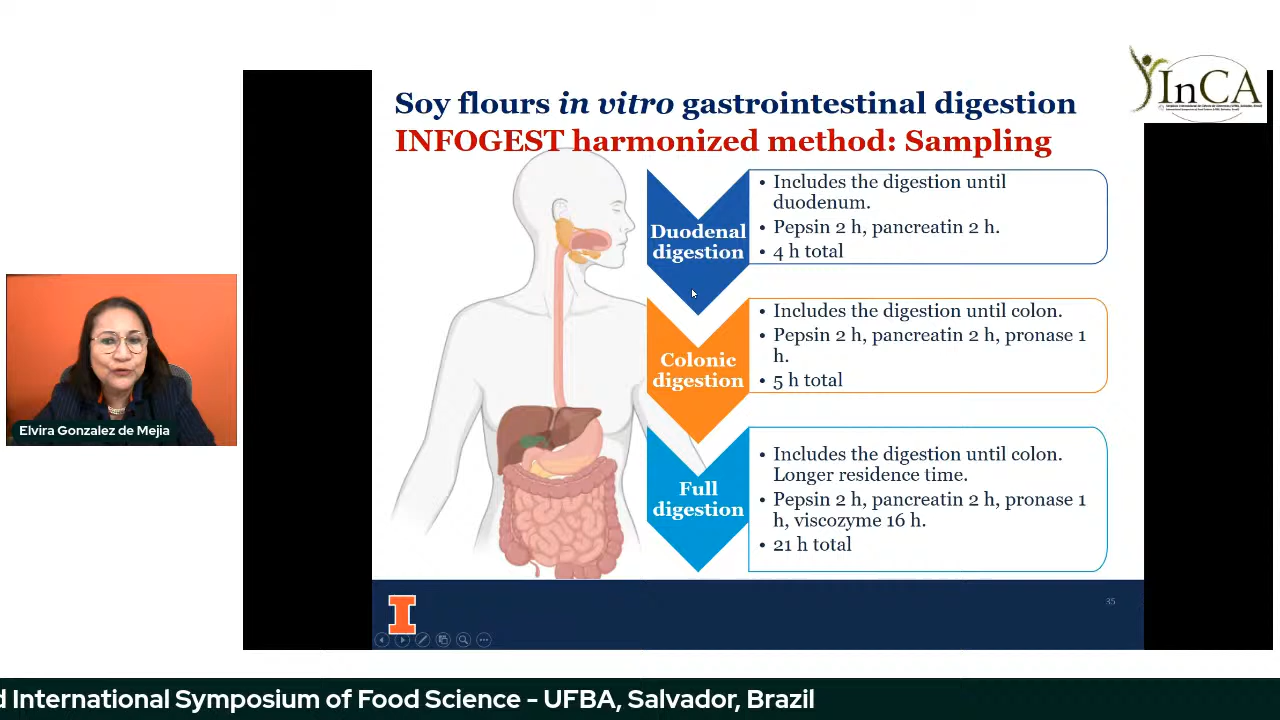 InCA
Soy flours in vitro gastrointestinal digestion
INFOGEST harmonized method: Sampling
Duodenal
digestion
• Includes the digestion until
duodenum.
• Pepsin 2 h, pancreatin 2 h.
• 4 h total
Colonic
digestion
• Includes the digestion until colon.
• Pepsin 2 h, pancreatin 2 h, pronase 1
h.
• 5 h total
Full
digestion
• Includes the digestion until colon.
Longer residence time.
• Pepsin 2 h, pancreatin 2 h, pronase 1
h, viscozyme 16 h.
• 21 h total
Elvira Gonzalez de Mejia
I
35
d International Symposium of Food Science - UFBA, Salvador, Brazil